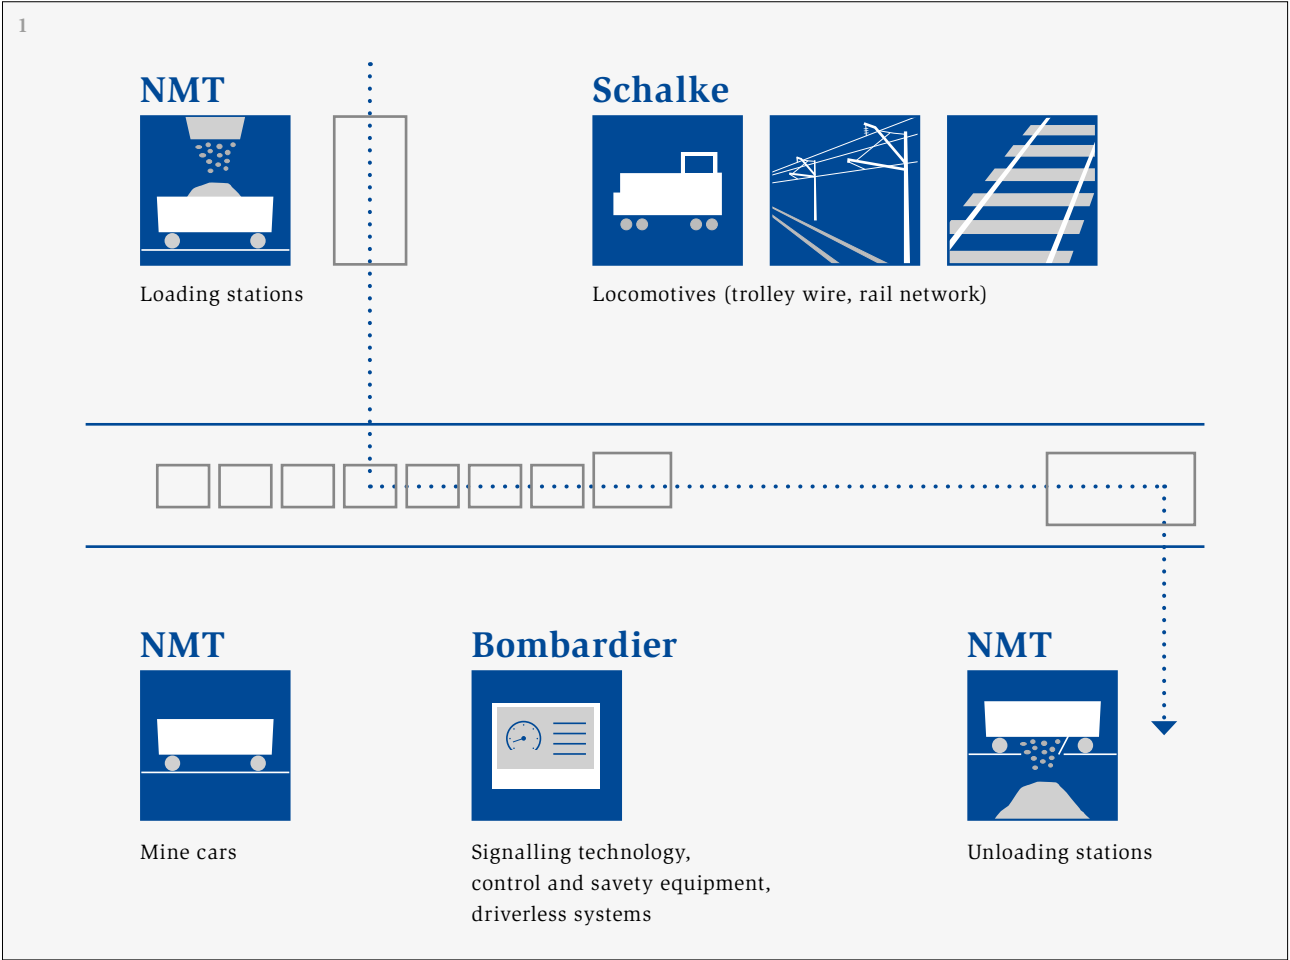 1
NMT
Loading stations
Schalke
Locomotives (trolley wire, rail network)
NMT
Mine cars
Bombardier
Signalling technology,
control and savety equipment,
driverless systems
NMT
Unloading stations